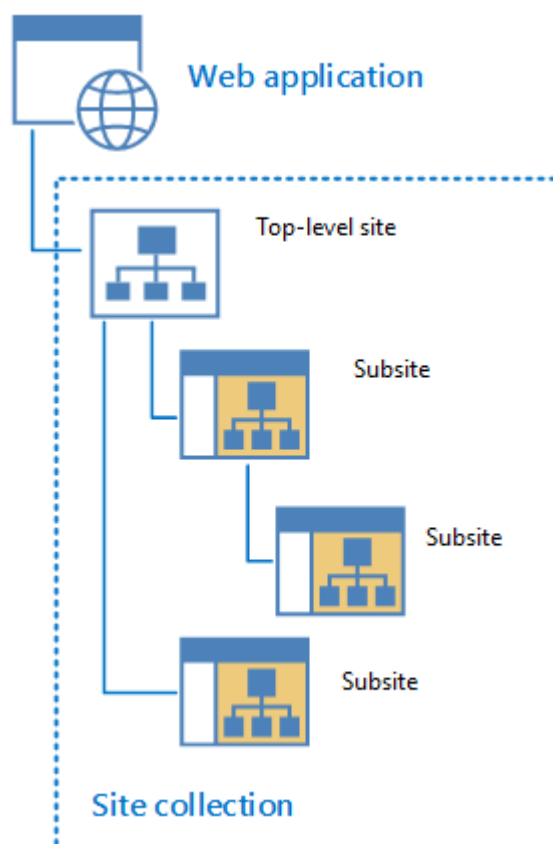 Web application
Top-level site
Subsite
Subsite
Subsite
Site collection